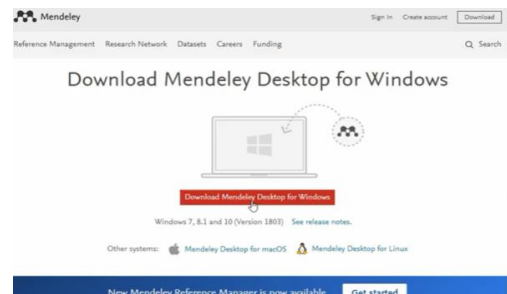 Mendeley
Sign In Create account Download
Reference Management Research Network Datasets Careers Funding Search
Download Mendeley Desktop for Windows
Download Mendeley Desktop for Windows
Windows 7, 8.1 and 10 (Version 1803) See release notes.
Other systems: Mendeley Desktop for macOS Mendeley Desktop for Linux
New Mendeley Reference Manager is now available Get started